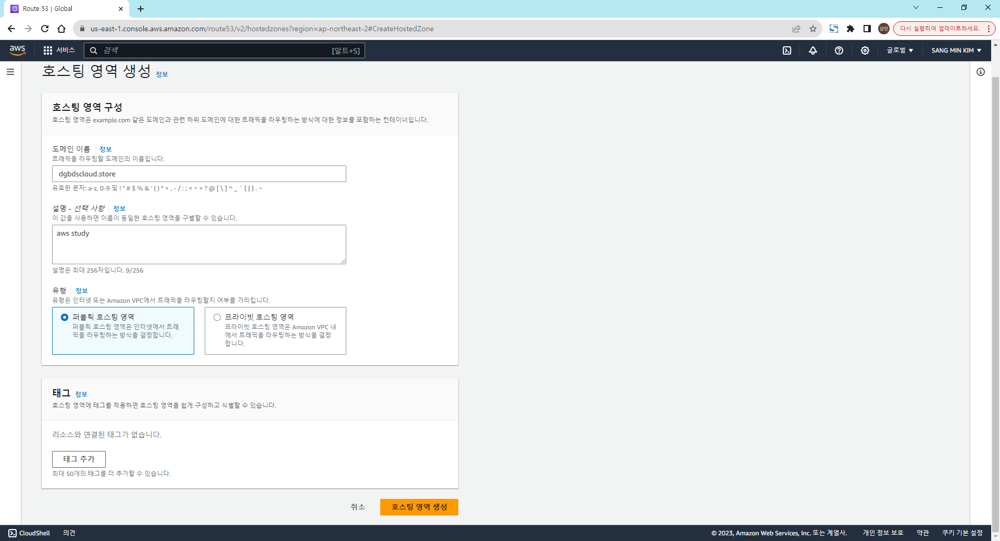 Route 53 | Global
us-east-1.console.aws.amazon.com/route53/v2/hostedzones?region=ap-northeast-2#CreateHostedZone
상민
다시 실행하여 업데이트하세요.
aws
서비스
검색
[알트+S]
글로벌
SANG MIN KIM
호스팅 영역 생성 정보
호스팅 영역 구성
호스팅 영역은 example.com 같은 도메인과 관련 하위 도메인에 대한 트래픽을 라우팅하는 방식에 대한 정보를 포함하는 컨테이너입니다.
도메인 이름 정보
트래픽을 라우팅할 도메인의 이름입니다.
dgbdscloud.store
유효한 문자: a-z, 0-9 및 ! " # $ % & ' ( ) * + , - / : ; < = > ? @ [ \ ] ^ _ ` { | } . ~
설명 - 선택 사항 정보
이 값을 사용하면 이름이 동일한 호스팅 영역을 구별할 수 있습니다.
aws study
설명은 최대 256자입니다. 9/256
유형 정보
유형은 인터넷 또는 Amazon VPC에서 트래픽을 라우팅할지 여부를 가리킵니다.
퍼블릭 호스팅 영역
퍼블릭 호스팅 영역은 인터넷에서 트래
픽을 라우팅하는 방식을 결정합니다.
프라이빗 호스팅 영역
프라이빗 호스팅 영역은 Amazon VPC 내
에서 트래픽을 라우팅하는 방식을 결정
합니다.
태그 정보
호스팅 영역에 태그를 적용하면 호스팅 영역을 쉽게 구성하고 식별할 수 있습니다.
리소스와 연결된 태그가 없습니다.
태그 추가
최대 50개의 태그를 더 추가할 수 있습니다.
취소
호스팅 영역 생성
CloudShell
의견
© 2023, Amazon Web Services, Inc. 또는 계열사.
개인 정보 보호
약관
쿠키 기본 설정